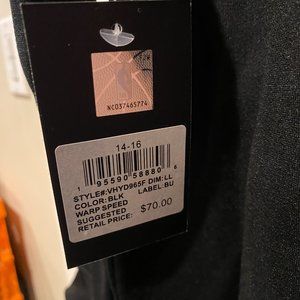 NC037465774
14-16
1 95590 58880 6
STYLE#:VHYD965F DIM:LL
COLOR:BLK LABEL:BU
WARP SPEED
SUGGESTED
RETAIL PRICE: $70.00